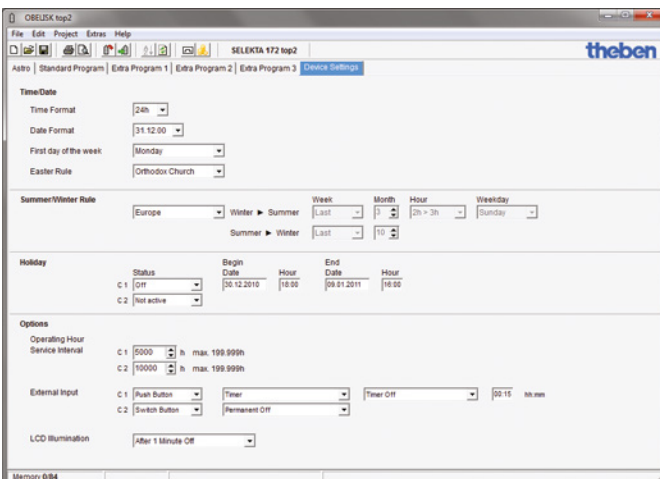 OBELISK top2
File Edit Project Extras Help
SELEKTA 172 top2
theben
Astro Standard Program Extra Program 1 Extra Program 2 Extra Program 3 Device Settings
Time/Date
Time Format 24h
Date Format 31.12.00
First day of the week Monday
Easter Rule Orthodox Church
Week Month Hour Weekday
Summer/Winter Rule
Europe Winter ► Summer Last 3 2h > 3h Sunday
Summer ► Winter Last 10
Holiday Begin End
Status Date Hour Date Hour
C 1 Off 30.12.2010 18:00 09.01.2011 16:00
C 2 Not active
Options
Operating Hour
Service Interval C 1 5000 h max. 199.999h
C 2 10000 h max. 199.999h
External Input C 1 Push Button Timer Timer Off 00:15 hh:mm
C 2 Switch Button Permanent Off
LCD Illumination After 1 Minute Off
Memory 0/84